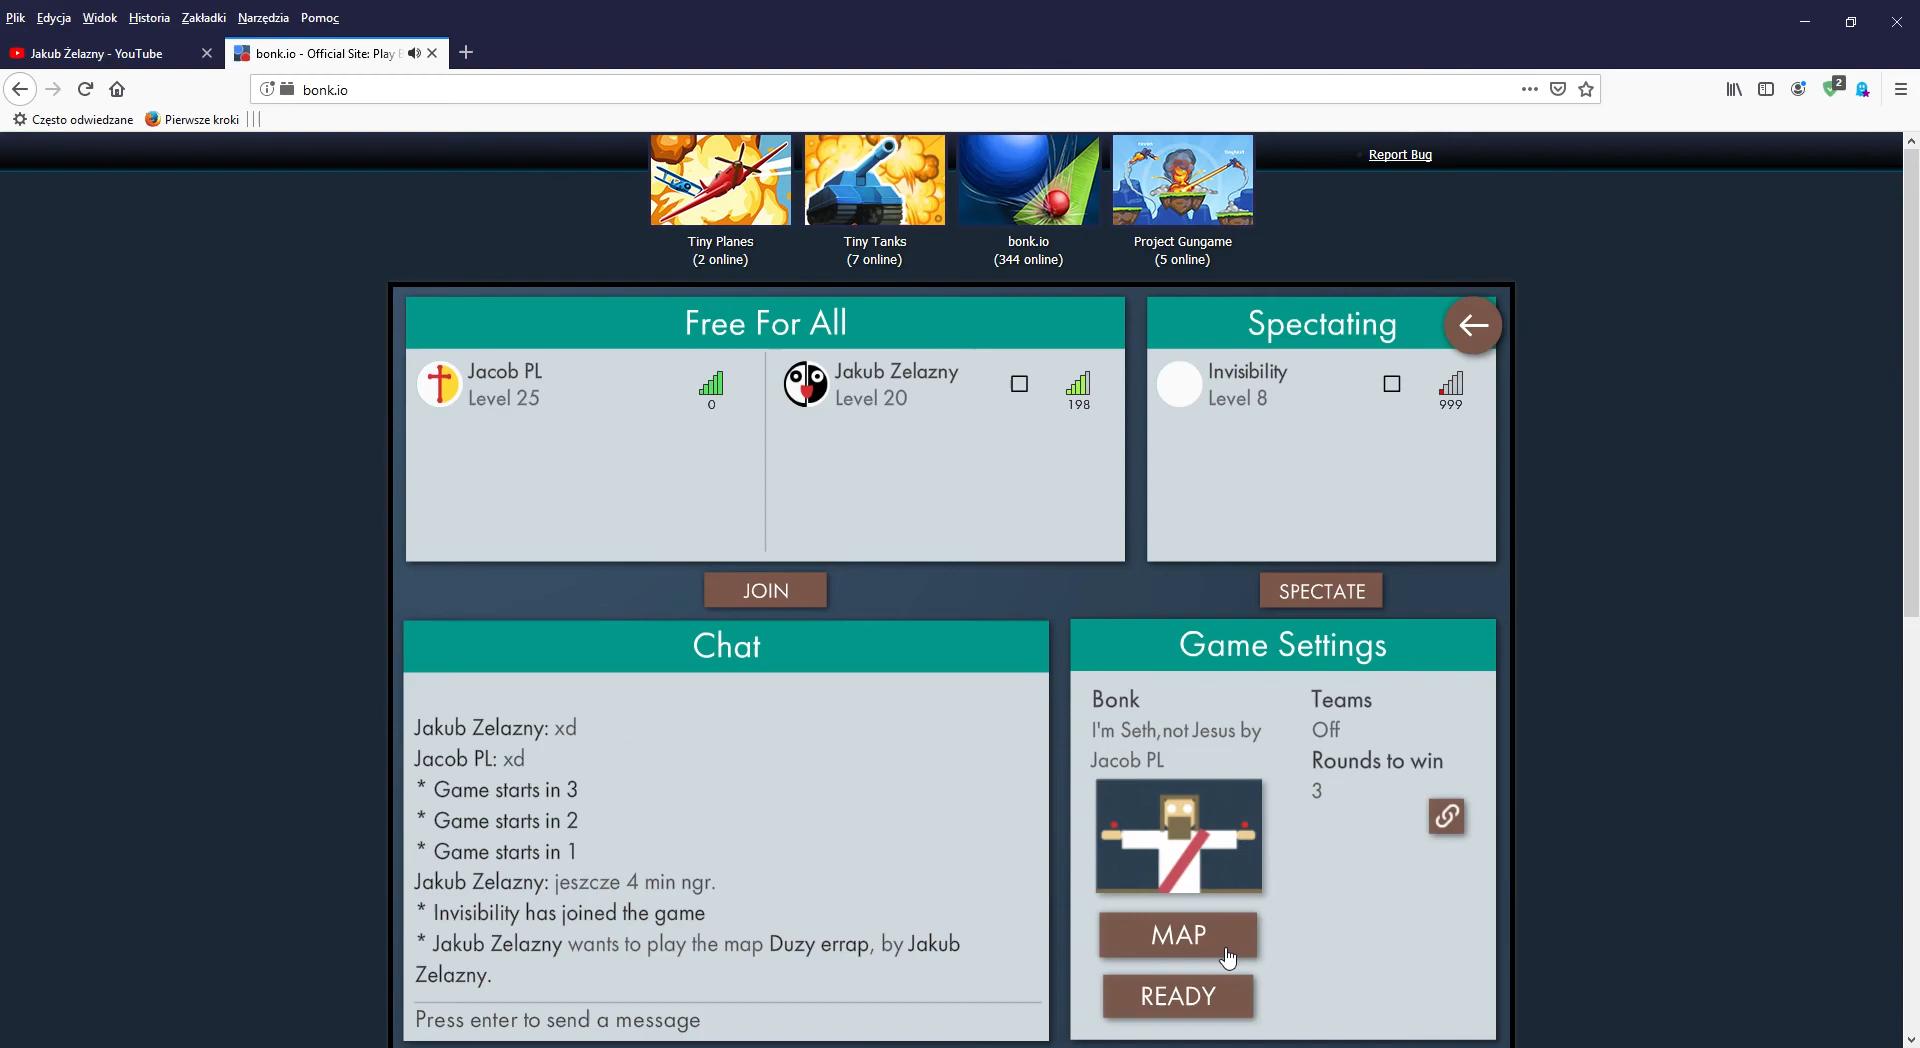 Plik Edycja Widok Historia Zakładki Narzędzia Pomoc
Jakub Żelazny - YouTube
bonk.io - Official Site: Play
bonk.io
2
Często odwiedzane Pierwsze kroki
Report Bug
Tiny Planes
(2 online)
Tiny Tanks
(7 online)
bonk.io
(344 online)
Project Gungame
(5 online)
Free For All
Jacob PL
Level 25
0
Jakub Zelazny
Level 20
198
Spectating
Invisibility
Level 8
999
JOIN
SPECTATE
Chat
Jakub Zelazny: xd
Jacob PL: xd
* Game starts in 3
* Game starts in 2
* Game starts in 1
Jakub Zelazny: jeszcze 4 min ngr.
* Invisibility has joined the game
* Jakub Zelazny wants to play the map Duzy errap, by Jakub
Zelazny.
Press enter to send a message
Game Settings
Bonk
I'm Seth,not Jesus by
Jacob PL
Teams
Off
Rounds to win
3
MAP
READY